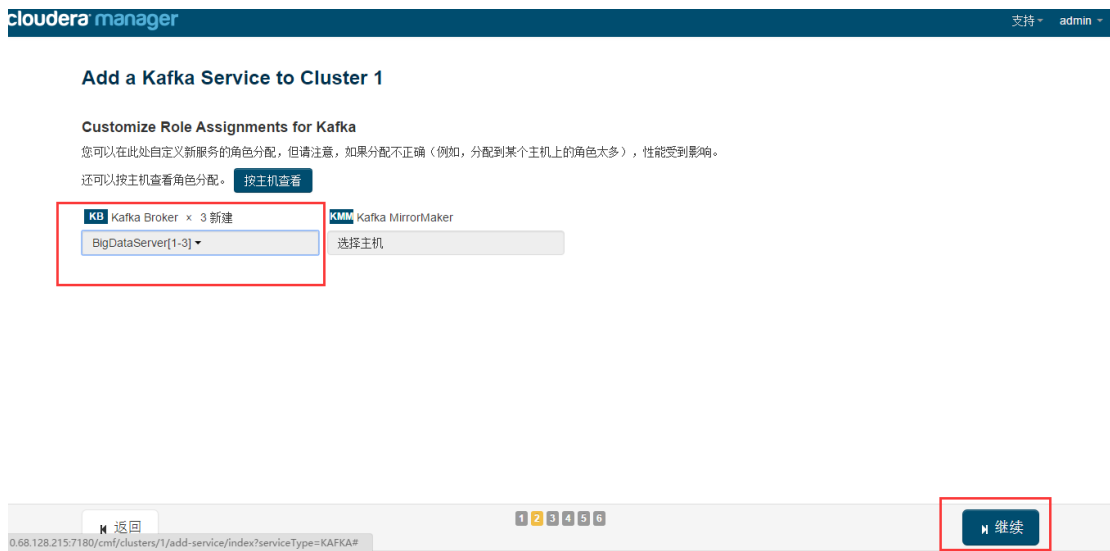 cloudera manager 支持 admin
Add a Kafka Service to Cluster 1
Customize Role Assignments for Kafka
您可以在此处自定义新服务的角色分配，但请注意，如果分配不正确（例如，分配到某个主机上的角色太多），性能受到影响。
还可以按主机查看角色分配。 按主机查看
KB Kafka Broker × 3 新建 KMM Kafka MirrorMaker
BigDataServer[1-3] 选择主机
返回 1 2 3 4 5 6 继续
0.68.128.215:7180/cmf/clusters/1/add-service/index?serviceType=KAFKA#